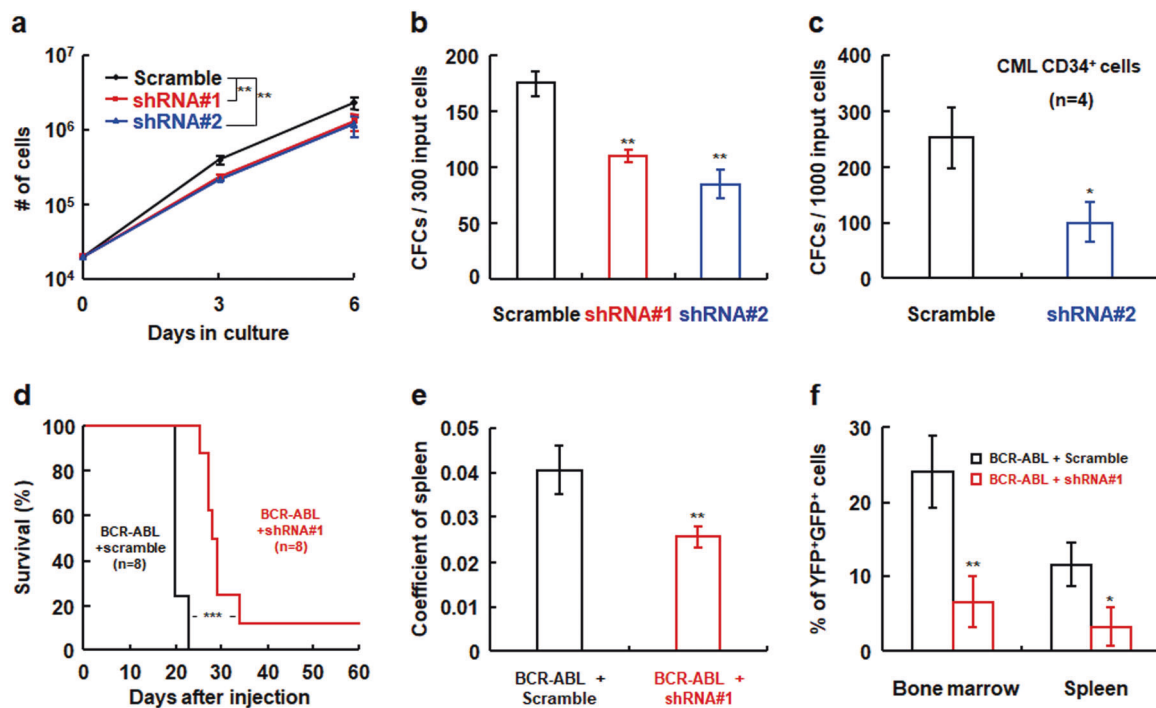 a
10⁷
10⁶
10⁵
10⁴
# of cells
Scramble
shRNA#1
shRNA#2
**
**
0
3
6
Days in culture
b
200
150
100
50
0
CFCs / 300 input cells
**
**
Scramble shRNA#1 shRNA#2
c
400
300
250
100
0
CFCs / 1000 input cells
CML CD34⁺ cells
(n=4)
*
Scramble
shRNA#2
d
100
80
60
40
20
0
Survival (%)
BCR-ABL
+scramble
(n=8)
BCR-ABL
+shRNA#1
(n=8)
- *** -
0 10 20 30 40 50 60
Days after injection
e
0.05
0.04
0.03
0.02
0.01
0
Coefficient of spleen
**
BCR-ABL +
Scramble
BCR-ABL +
shRNA#1
f
30
20
10
0
% of YFP⁺GFP⁺ cells
BCR-ABL + Scramble
BCR-ABL + shRNA#1
**
*
Bone marrow
Spleen